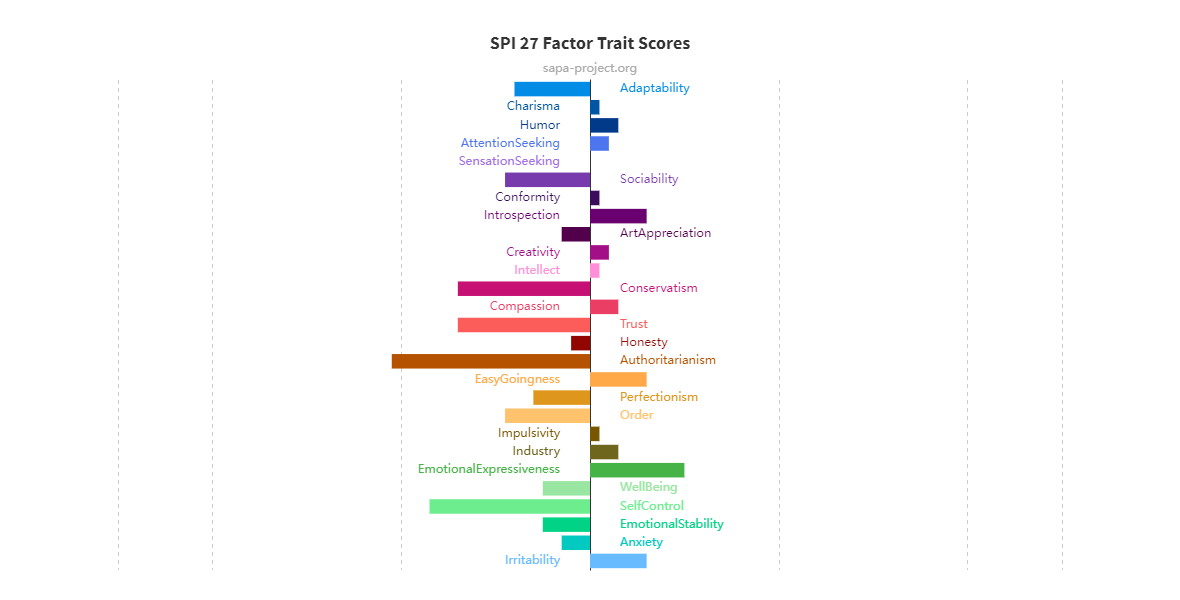 SPI 27 Factor Trait Scores
sapa-project.org
Adaptability
Charisma
Humor
AttentionSeeking
SensationSeeking
Sociability
Conformity
Introspection
ArtAppreciation
Creativity
Intellect
Conservatism
Compassion
Trust
Honesty
Authoritarianism
EasyGoingness
Perfectionism
Order
Impulsivity
Industry
EmotionalExpressiveness
WellBeing
SelfControl
EmotionalStability
Anxiety
Irritability